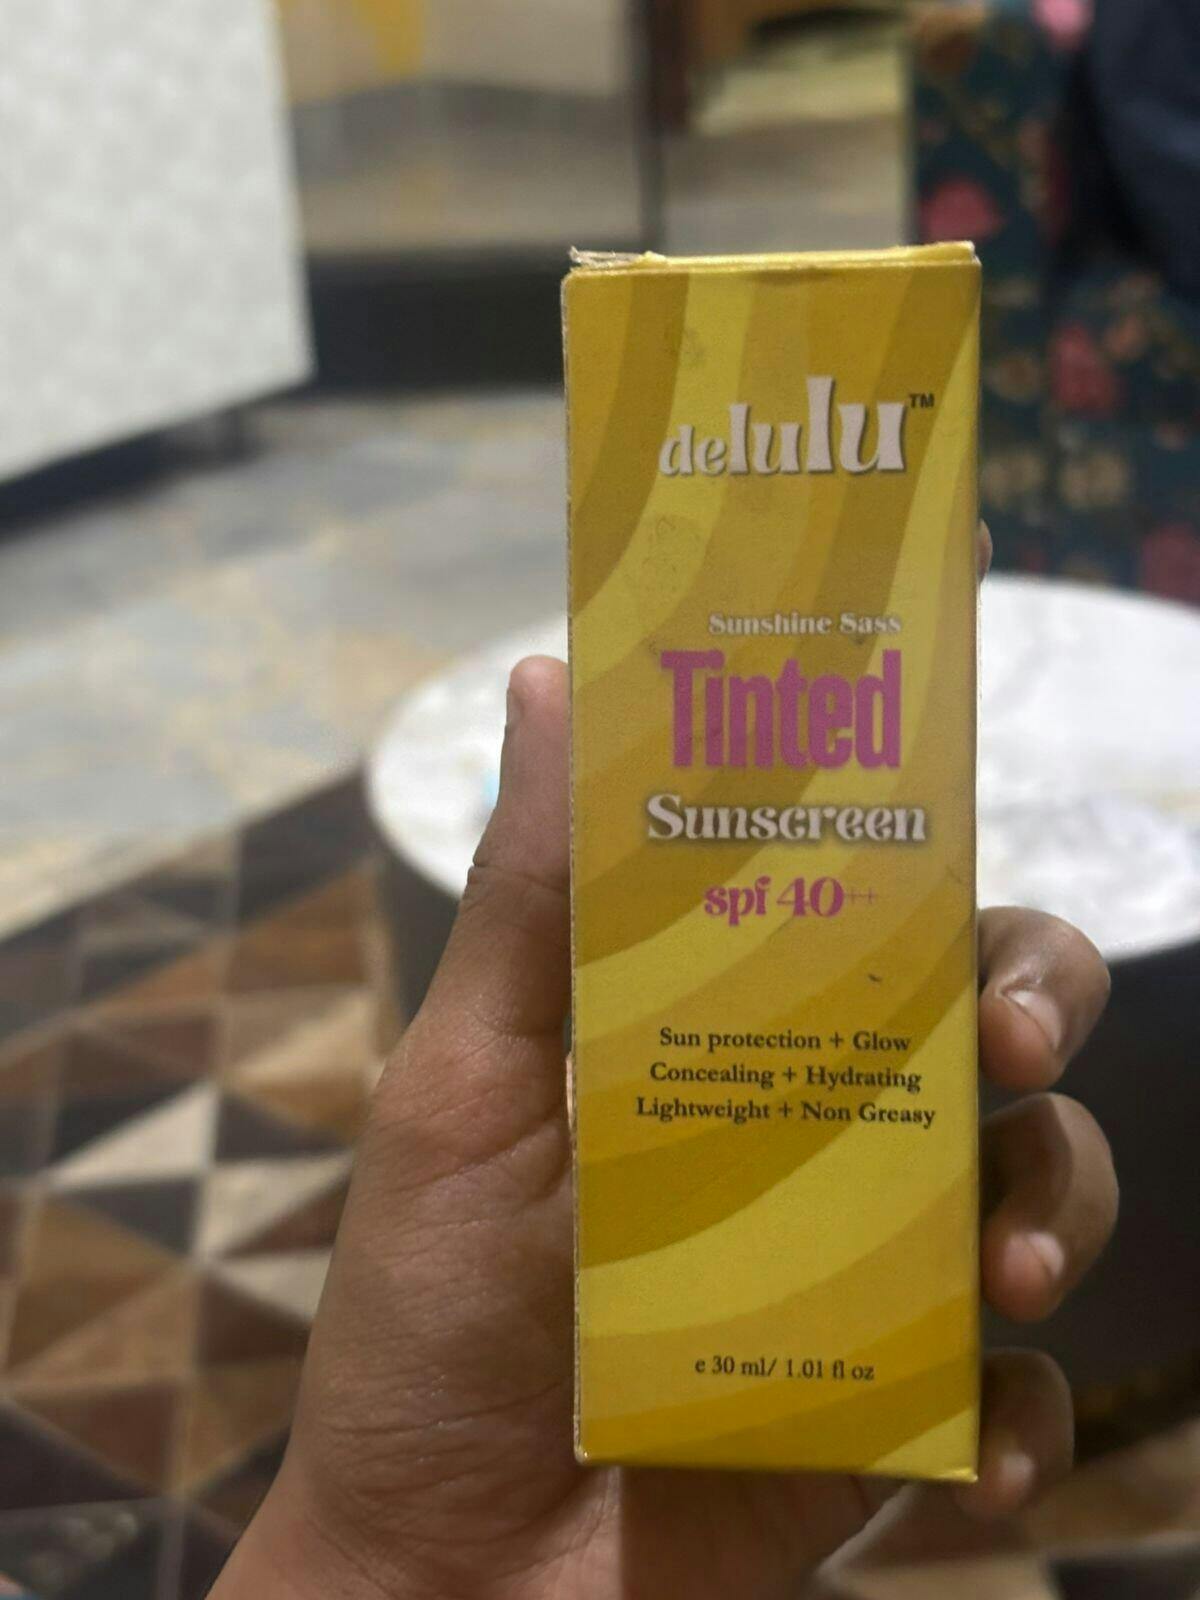 delulu™
Sunshine Sass
Tinted
Sunscreen
spf 40++
Sun protection + Glow
Concealing + Hydrating
Lightweight + Non Greasy
e 30 ml/ 1.01 fl oz